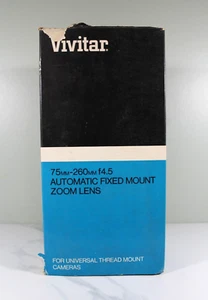 Vivitar.
75MM-260MM f4.5
AUTOMATIC FIXED MOUNT
ZOOM LENS
FOR UNIVERSAL THREAD MOUNT
CAMERAS